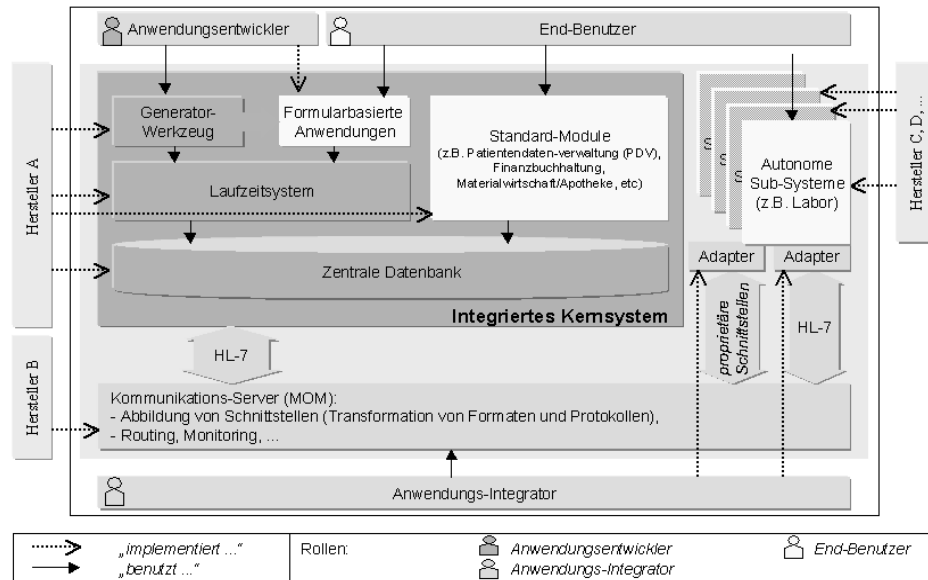 Anwendungsentwickler
End-Benutzer
Hersteller A
Generator-
Werkzeug
Formularbasierte
Anwendungen
Standard-Module
(z.B. Patientendaten-verwaltung (PDV),
Finanzbuchhaltung,
Materialwirtschaft/Apotheke, etc)
Laufzeitsystem
Zentrale Datenbank
Integriertes Kernsystem
S
S
S
Autonome
Sub-Systeme
(z.B. Labor)
Hersteller C, D, ...
Adapter
Adapter
HL-7
proprietäre
Schnittstellen
HL-7
Hersteller B
Kommunikations-Server (MOM):
- Abbildung von Schnittstellen (Transformation von Formaten und Protokollen),
- Routing, Monitoring, ...
Anwendungs-Integrator
„implementiert ...“
„benutzt ...“
Rollen:
Anwendungsentwickler
Anwendungs-Integrator
End-Benutzer